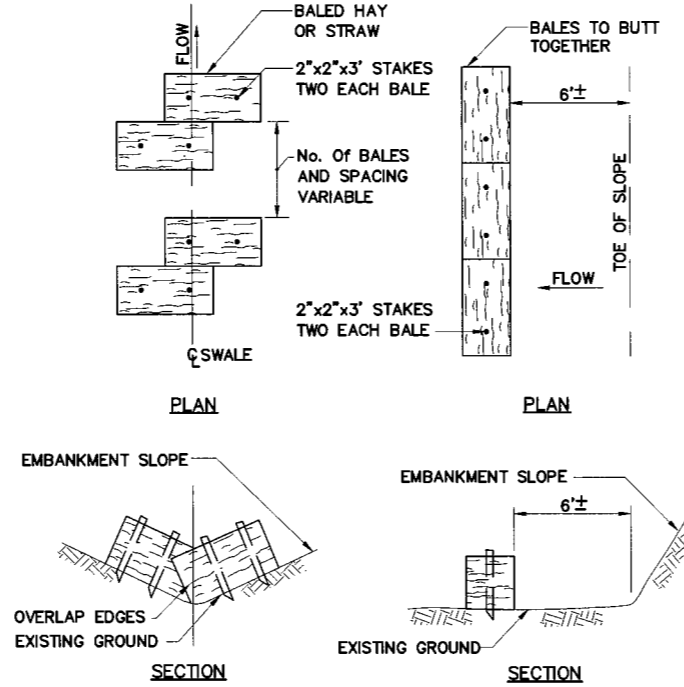 BALED HAY
OR STRAW
FLOW
2"x2"x3' STAKES
TWO EACH BALE
No. Of BALES
AND SPACING
VARIABLE
℄ SWALE
PLAN
BALES TO BUTT
TOGETHER
6'±
TOE OF SLOPE
FLOW
2"x2"x3' STAKES
TWO EACH BALE
PLAN
EMBANKMENT SLOPE
OVERLAP EDGES
EXISTING GROUND
SECTION
EMBANKMENT SLOPE
6'±
EXISTING GROUND
SECTION